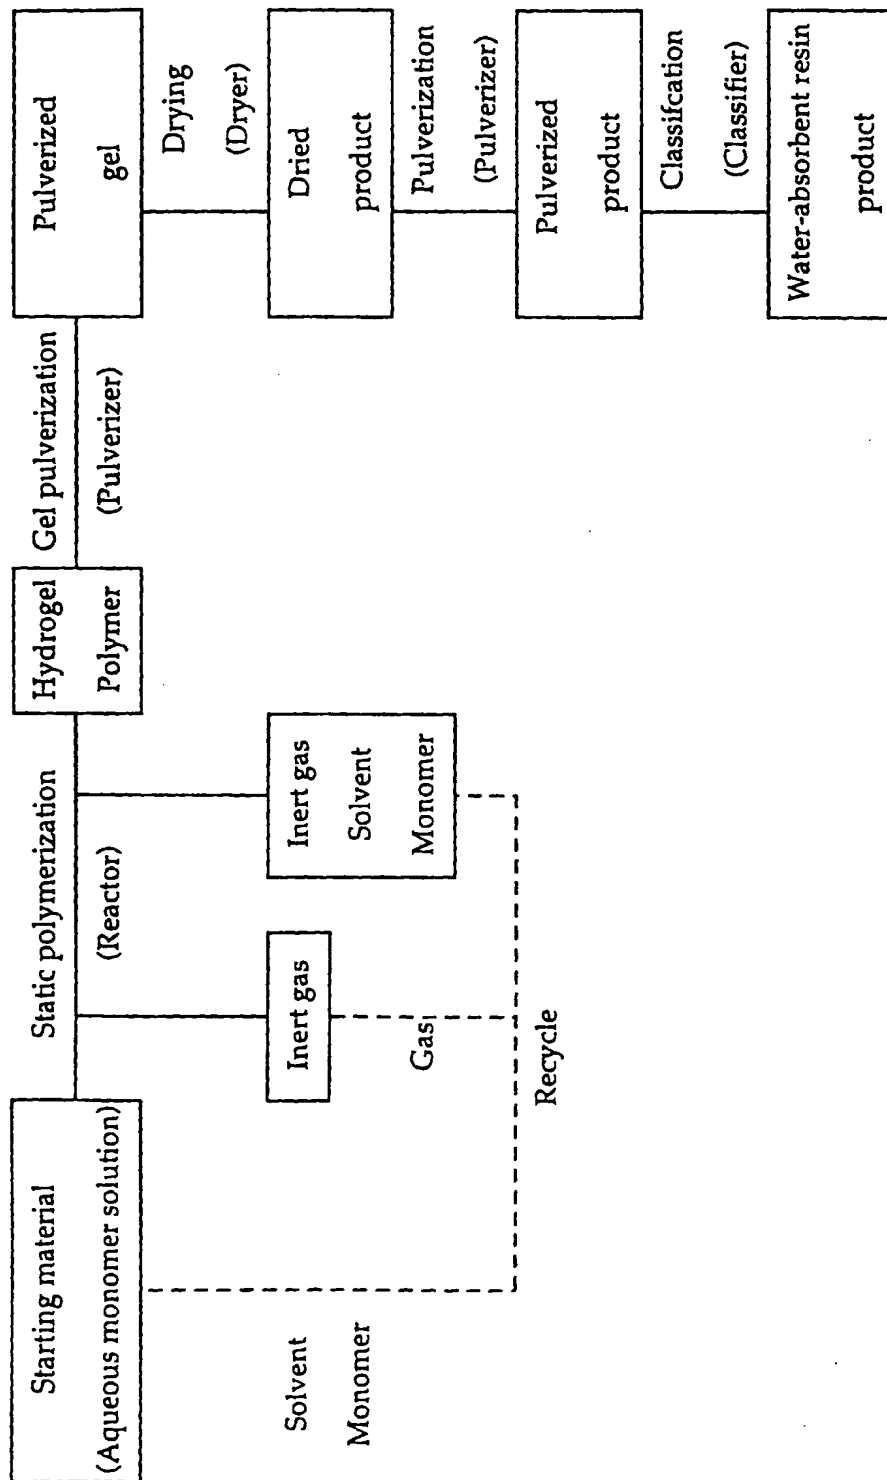 Starting material
(Aqueous monomer solution)
Static polymerization
(Reactor)
Hydrogel
Polymer
Gel pulverization
(Pulverizer)
Pulverized
gel
Solvent
Monomer
Inert gas
Gas
Inert gas
Solvent
Monomer
Recycle
Drying
(Dryer)
Dried
product
Pulverization
(Pulverizer)
Pulverized
product
Classifcation
(Classifier)
Water-absorbent resin
product